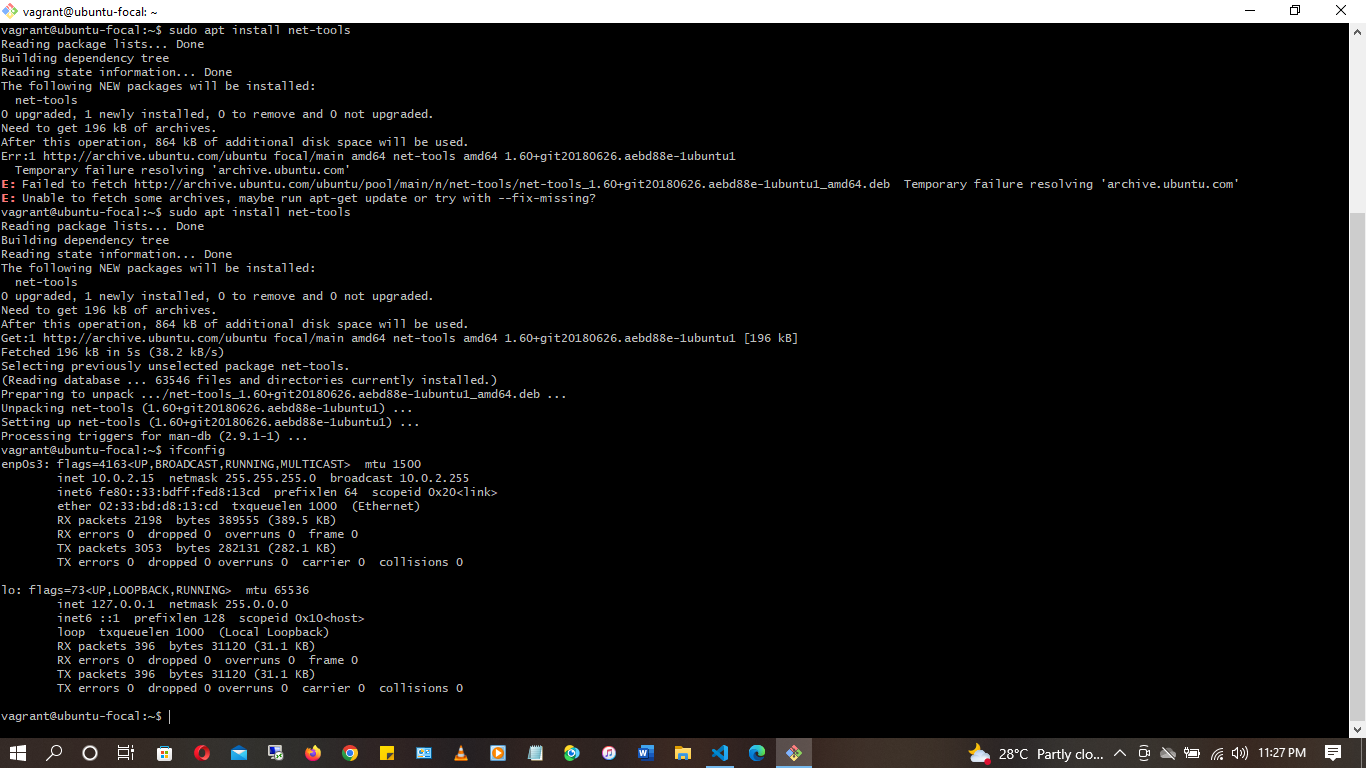 vagrant@ubuntu-focal: ~
vagrant@ubuntu-focal:~$ sudo apt install net-tools
Reading package lists... Done
Building dependency tree
Reading state information... Done
The following NEW packages will be installed:
  net-tools
0 upgraded, 1 newly installed, 0 to remove and 0 not upgraded.
Need to get 196 kB of archives.
After this operation, 864 kB of additional disk space will be used.
Err:1 http://archive.ubuntu.com/ubuntu focal/main amd64 net-tools amd64 1.60+git20180626.aebd88e-1ubuntu1
  Temporary failure resolving 'archive.ubuntu.com'
E: Failed to fetch http://archive.ubuntu.com/ubuntu/pool/main/n/net-tools/net-tools_1.60+git20180626.aebd88e-1ubuntu1_amd64.deb  Temporary failure resolving 'archive.ubuntu.com'
E: Unable to fetch some archives, maybe run apt-get update or try with --fix-missing?
vagrant@ubuntu-focal:~$ sudo apt install net-tools
Reading package lists... Done
Building dependency tree
Reading state information... Done
The following NEW packages will be installed:
  net-tools
0 upgraded, 1 newly installed, 0 to remove and 0 not upgraded.
Need to get 196 kB of archives.
After this operation, 864 kB of additional disk space will be used.
Get:1 http://archive.ubuntu.com/ubuntu focal/main amd64 net-tools amd64 1.60+git20180626.aebd88e-1ubuntu1 [196 kB]
Fetched 196 kB in 5s (38.2 kB/s)
Selecting previously unselected package net-tools.
(Reading database ... 63546 files and directories currently installed.)
Preparing to unpack .../net-tools_1.60+git20180626.aebd88e-1ubuntu1_amd64.deb ...
Unpacking net-tools (1.60+git20180626.aebd88e-1ubuntu1) ...
Setting up net-tools (1.60+git20180626.aebd88e-1ubuntu1) ...
Processing triggers for man-db (2.9.1-1) ...
vagrant@ubuntu-focal:~$ ifconfig
enp0s3: flags=4163<UP,BROADCAST,RUNNING,MULTICAST>  mtu 1500
        inet 10.0.2.15  netmask 255.255.255.0  broadcast 10.0.2.255
        inet6 fe80::33:bdff:fed8:13cd  prefixlen 64  scopeid 0x20<link>
        ether 02:33:bd:d8:13:cd  txqueuelen 1000  (Ethernet)
        RX packets 2198  bytes 389555 (389.5 KB)
        RX errors 0  dropped 0  overruns 0  frame 0
        TX packets 3053  bytes 282131 (282.1 KB)
        TX errors 0  dropped 0 overruns 0  carrier 0  collisions 0

lo: flags=73<UP,LOOPBACK,RUNNING>  mtu 65536
        inet 127.0.0.1  netmask 255.0.0.0
        inet6 ::1  prefixlen 128  scopeid 0x10<host>
        loop  txqueuelen 1000  (Local Loopback)
        RX packets 396  bytes 31120 (31.1 KB)
        RX errors 0  dropped 0  overruns 0  frame 0
        TX packets 396  bytes 31120 (31.1 KB)
        TX errors 0  dropped 0 overruns 0  carrier 0  collisions 0

vagrant@ubuntu-focal:~$
28°C  Partly clo... 11:27 PM